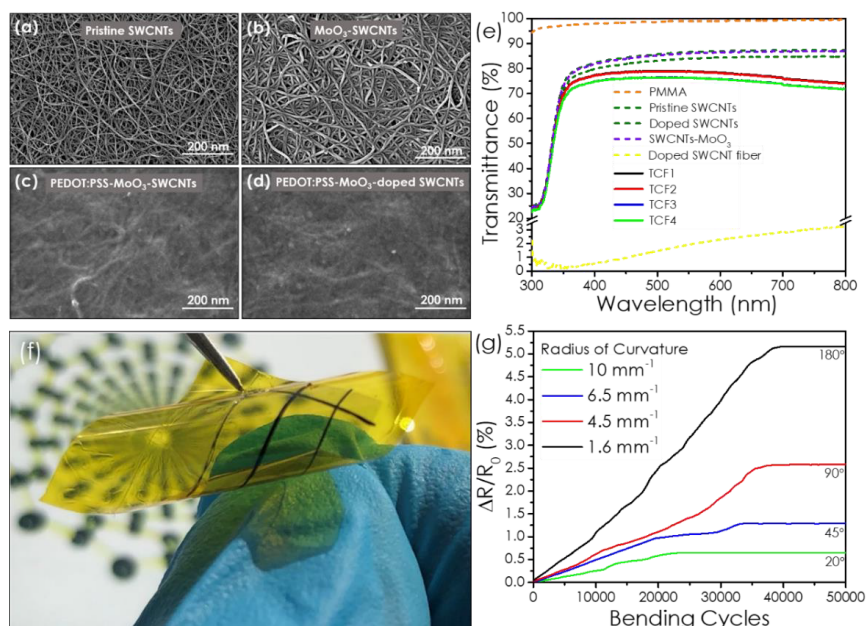 (a) Pristine SWCNTs
200 nm
(b) MoO₃-SWCNTs
200 nm
(c) PEDOT:PSS-MoO₃-SWCNTs
200 nm
(d) PEDOT:PSS-MoO₃-doped SWCNTs
200 nm
(e)
Transmittance (%)
100
90
80
70
60
50
40
30
20
3
2
1
0
PMMA
Pristine SWCNTs
Doped SWCNTs
SWCNTs-MoO₃
Doped SWCNT fiber
TCF1
TCF2
TCF3
TCF4
300 400 500 600 700 800
Wavelength (nm)
(f)
(g)
ΔR/R₀ (%)
5.5
5.0
4.5
4.0
3.5
3.0
2.5
2.0
1.5
1.0
0.5
0.0
Radius of Curvature
10 mm⁻¹
6.5 mm⁻¹
4.5 mm⁻¹
1.6 mm⁻¹
180°
90°
45°
20°
0 10000 20000 30000 40000 50000
Bending Cycles